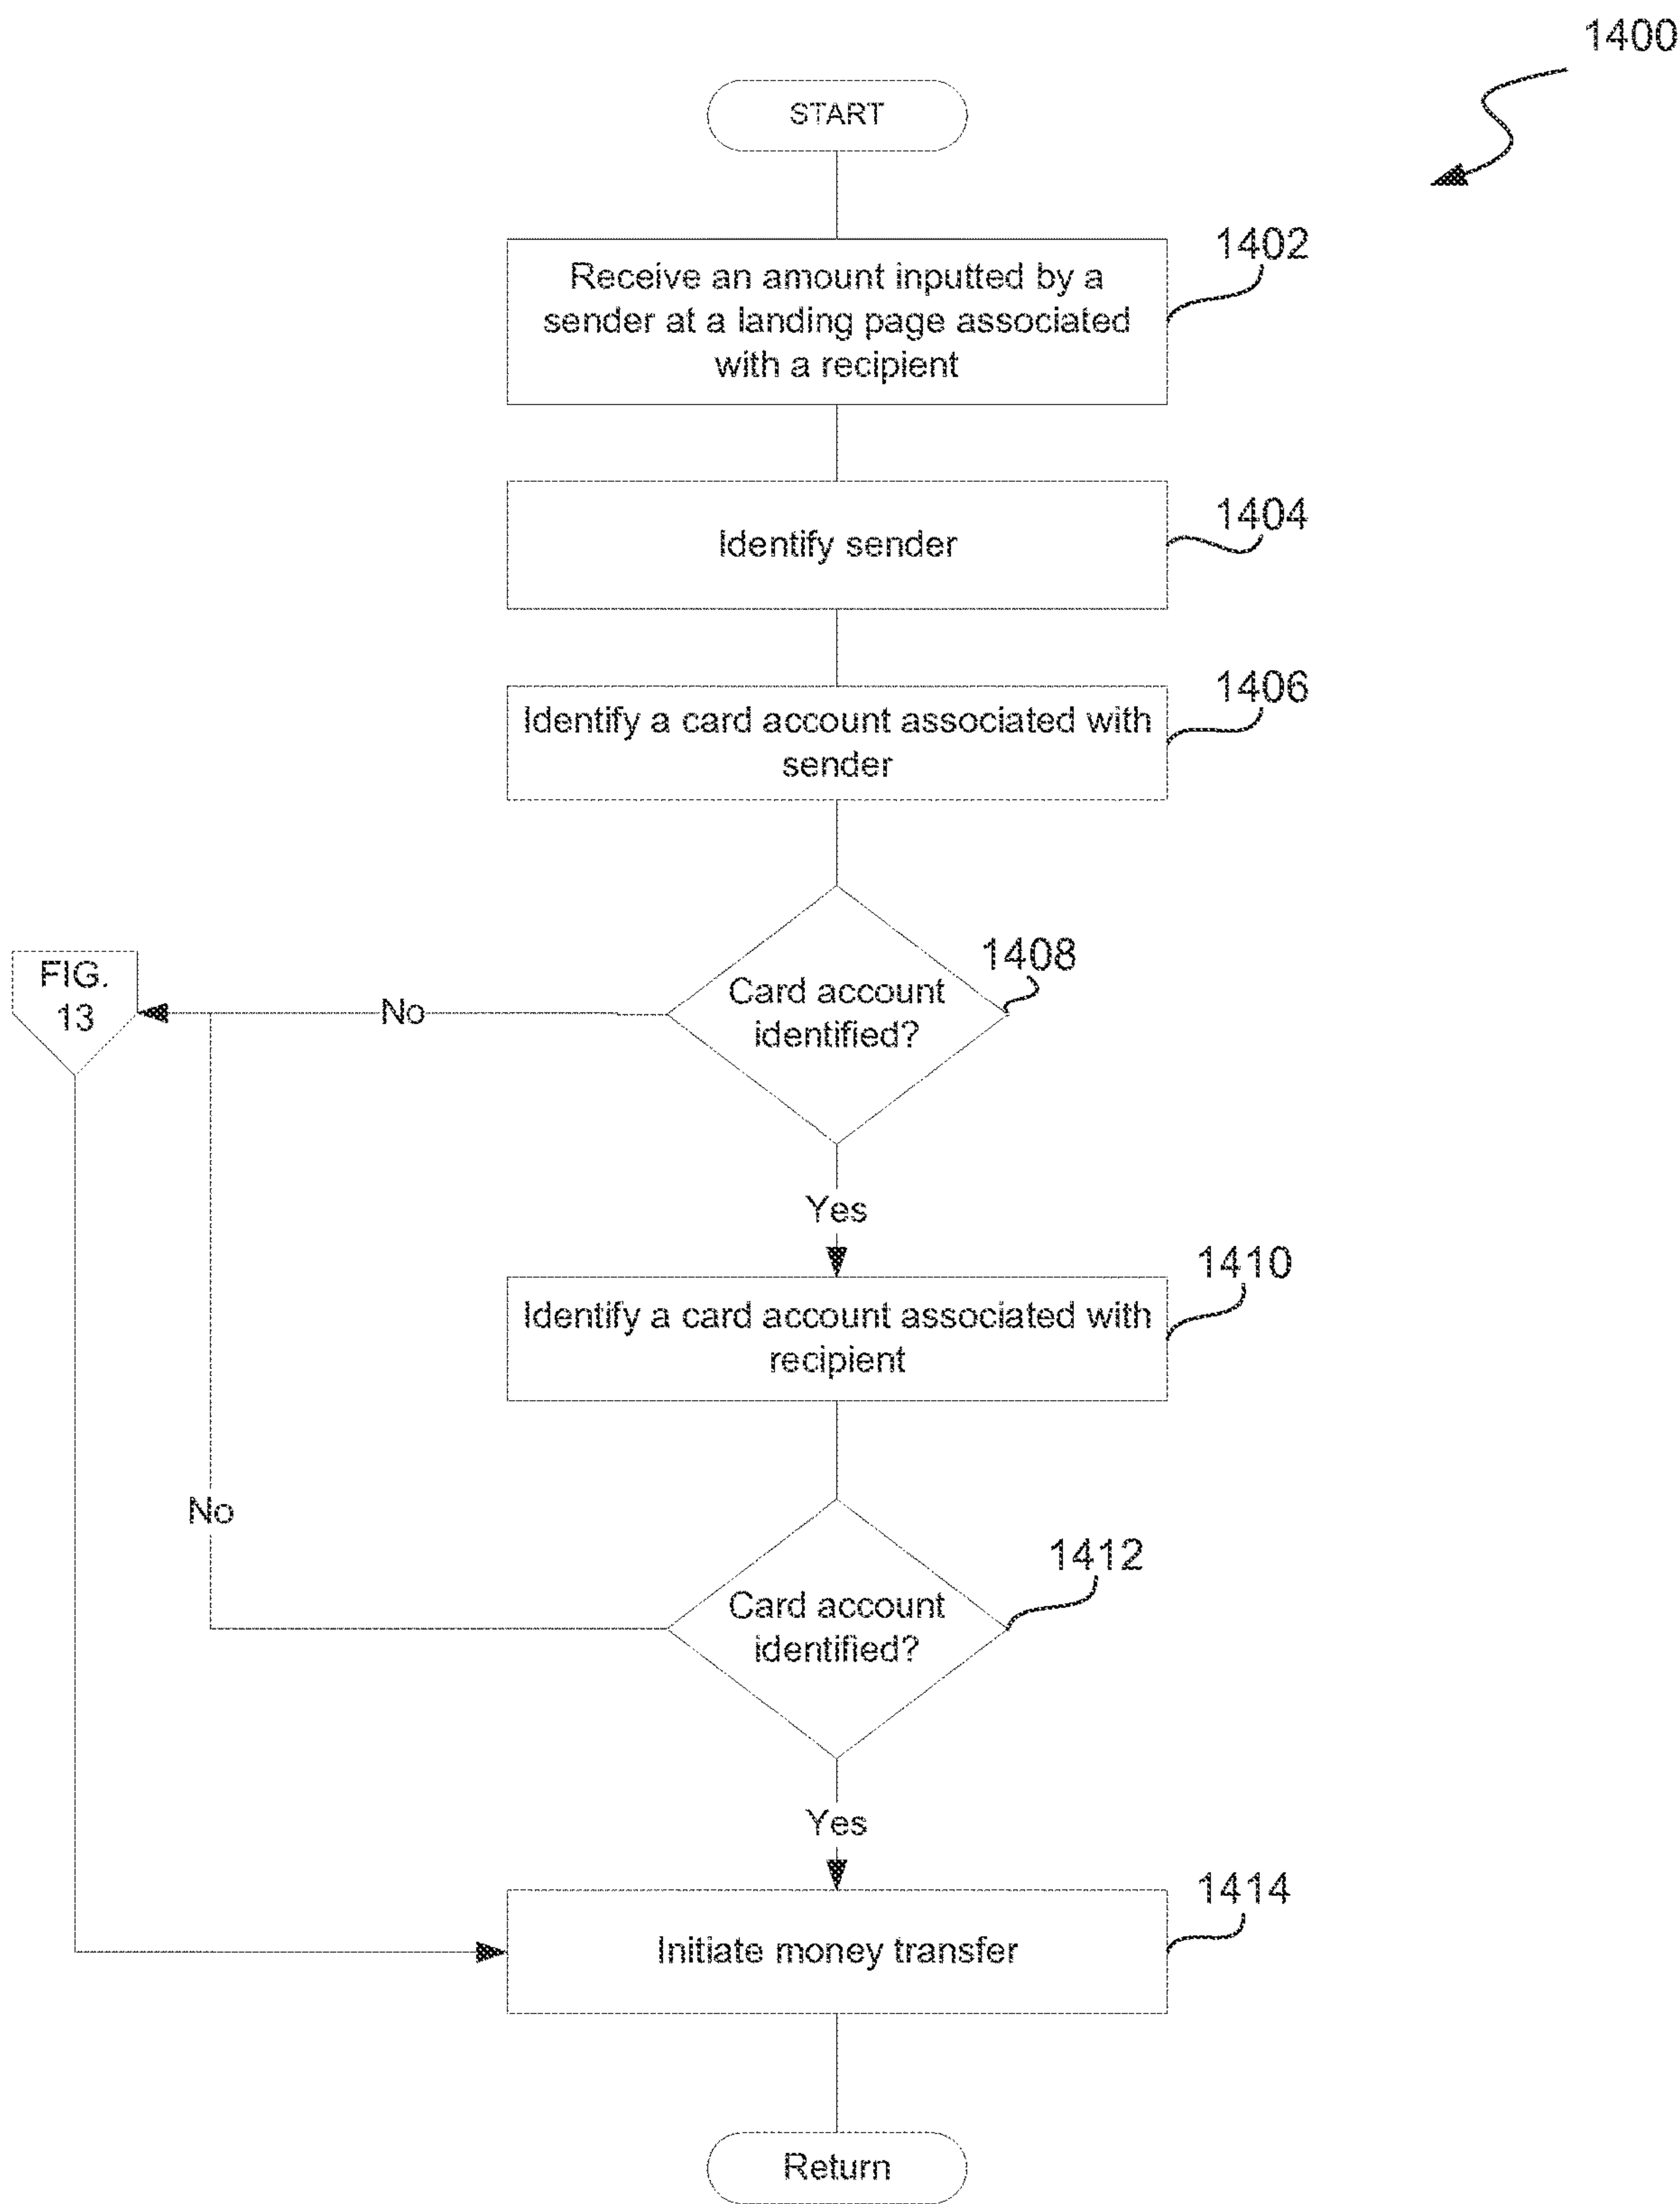 1400
START
1402
Receive an amount inputted by a
sender at a landing page associated
with a recipient
1404
Identify sender
1406
Identify a card account associated with
sender
1408
Card account
identified?
FIG.
13
No
Yes
1410
Identify a card account associated with
recipient
No
1412
Card account
identified?
Yes
1414
Initiate money transfer
Return